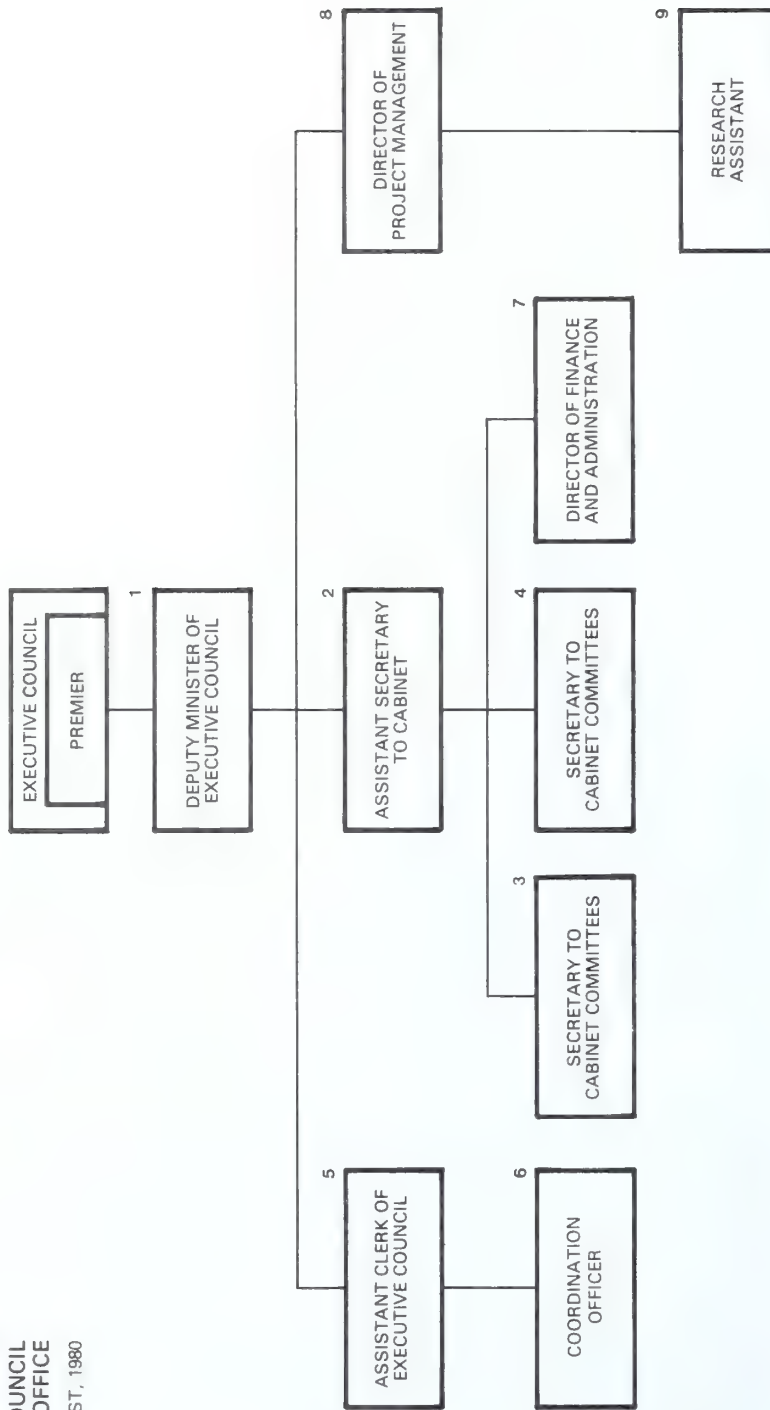 OUNCIL
OFFICE
ST, 1980
EXECUTIVE COUNCIL
PREMIER
1
DEPUTY MINISTER OF
EXECUTIVE COUNCIL
5
ASSISTANT CLERK OF
EXECUTIVE COUNCIL
2
ASSISTANT SECRETARY
TO CABINET
8
DIRECTOR OF
PROJECT MANAGEMENT
6
COORDINATION
OFFICER
3
SECRETARY TO
CABINET COMMITTEES
4
SECRETARY TO
CABINET COMMITTEES
7
DIRECTOR OF FINANCE
AND ADMINISTRATION
9
RESEARCH
ASSISTANT